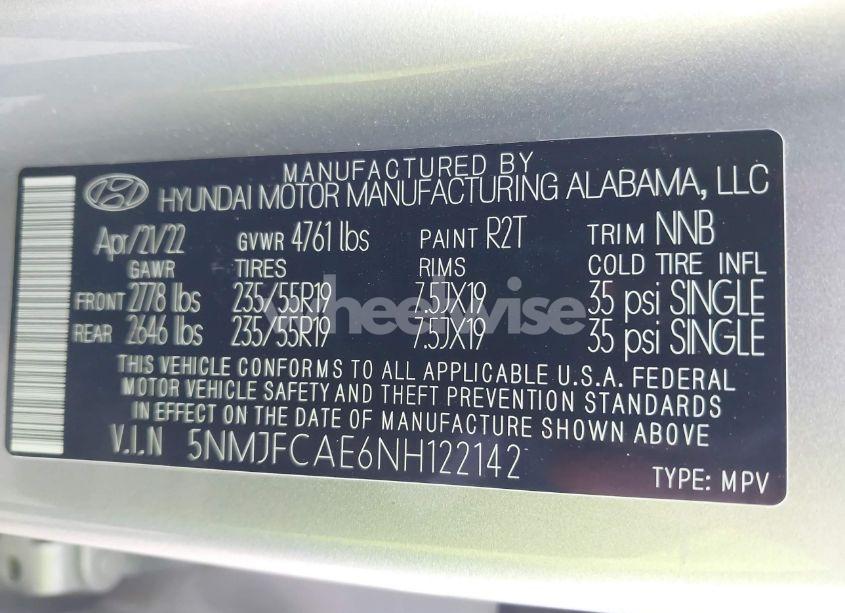 MANUFACTURED BY
HYUNDAI MOTOR MANUFACTURING ALABAMA, LLC
Apr/21/22 GVWR 4761 lbs PAINT R2T TRIM NNB
GAWR TIRES RIMS COLD TIRE INFL
FRONT 2778 lbs 235/55R19 7.5JX19 35 psi SINGLE
wheelwise
REAR 2646 lbs 235/55R19 7.5JX19 35 psi SINGLE
THIS VEHICLE CONFORMS TO ALL APPLICABLE U.S.A. FEDERAL
MOTOR VEHICLE SAFETY AND THEFT PREVENTION STANDARDS
IN EFFECT ON THE DATE OF MANUFACTURE SHOWN ABOVE
V.I.N 5NMJFCAE6NH122142
TYPE: MPV